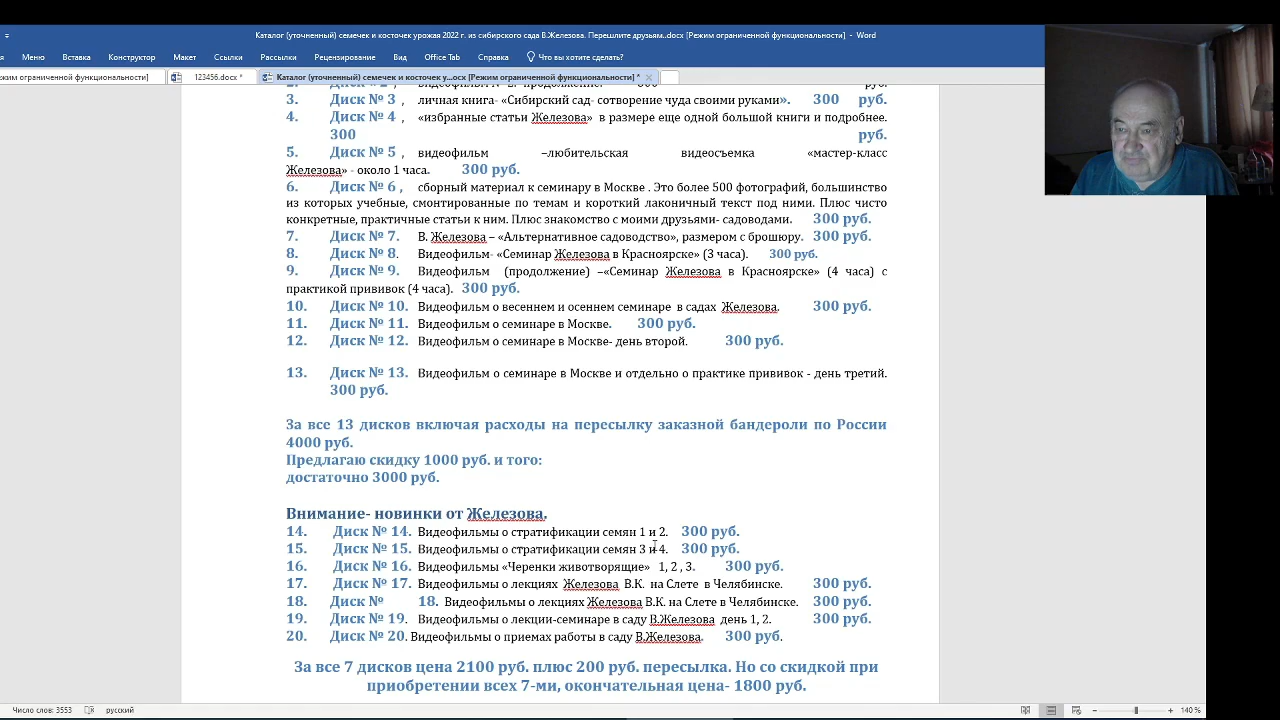 Каталог (уточненный) семечек и косточек урожая 2022 г. из сибирского сада В.Железова. Перешлите друзьям..docx [Режим ограниченной функциональности] - Word
Меню Вставка Конструктор Макет Ссылки Рассылки Рецензирование Вид Office Tab Справка Что вы хотите сделать?
жим ограниченной функциональности] 123456.docx * Каталог (уточненный) семечек и косточек у...ocx [Режим ограниченной функциональности] *
3. Диск № 3 , личная книга- «Сибирский сад- сотворение чуда своими руками». 300 руб.
4. Диск № 4 , «избранные статьи Железова» в размере еще одной большой книги и подробнее.
300 руб.
5. Диск № 5 , видеофильм –любительская видеосъемка «мастер-класс
Железова» - около 1 часа. 300 руб.
6. Диск № 6 , сборный материал к семинару в Москве . Это более 500 фотографий, большинство
из которых учебные, смонтированные по темам и короткий лаконичный текст под ними. Плюс чисто
конкретные, практичные статьи к ним. Плюс знакомство с моими друзьями- садоводами. 300 руб.
7. Диск № 7. В. Железова – «Альтернативное садоводство», размером с брошюру. 300 руб.
8. Диск № 8. Видеофильм- «Семинар Железова в Красноярске» (3 часа). 300 руб.
9. Диск № 9. Видеофильм (продолжение) –«Семинар Железова в Красноярске» (4 часа) с
практикой прививок (4 часа). 300 руб.
10. Диск № 10. Видеофильм о весеннем и осеннем семинаре в садах Железова. 300 руб.
11. Диск № 11. Видеофильм о семинаре в Москве. 300 руб.
12. Диск № 12. Видеофильм о семинаре в Москве- день второй. 300 руб.
13. Диск № 13. Видеофильм о семинаре в Москве и отдельно о практике прививок - день третий.
300 руб.
За все 13 дисков включая расходы на пересылку заказной бандероли по России
4000 руб.
Предлагаю скидку 1000 руб. и того:
достаточно 3000 руб.
Внимание- новинки от Железова.
14. Диск № 14. Видеофильмы о стратификации семян 1 и 2. 300 руб.
15. Диск № 15. Видеофильмы о стратификации семян 3 и 4. 300 руб.
16. Диск № 16. Видеофильмы «Черенки животворящие» 1, 2 , 3. 300 руб.
17. Диск № 17. Видеофильмы о лекциях Железова В.К. на Слете в Челябинске. 300 руб.
18. Диск № 18. Видеофильмы о лекциях Железова В.К. на Слете в Челябинске. 300 руб.
19. Диск № 19. Видеофильмы о лекции-семинаре в саду В.Железова день 1, 2. 300 руб.
20. Диск № 20. Видеофильмы о приемах работы в саду В.Железова. 300 руб.
За все 7 дисков цена 2100 руб. плюс 200 руб. пересылка. Но со скидкой при
приобретении всех 7-ми, окончательная цена- 1800 руб.
Число слов: 3553 русский 140 %